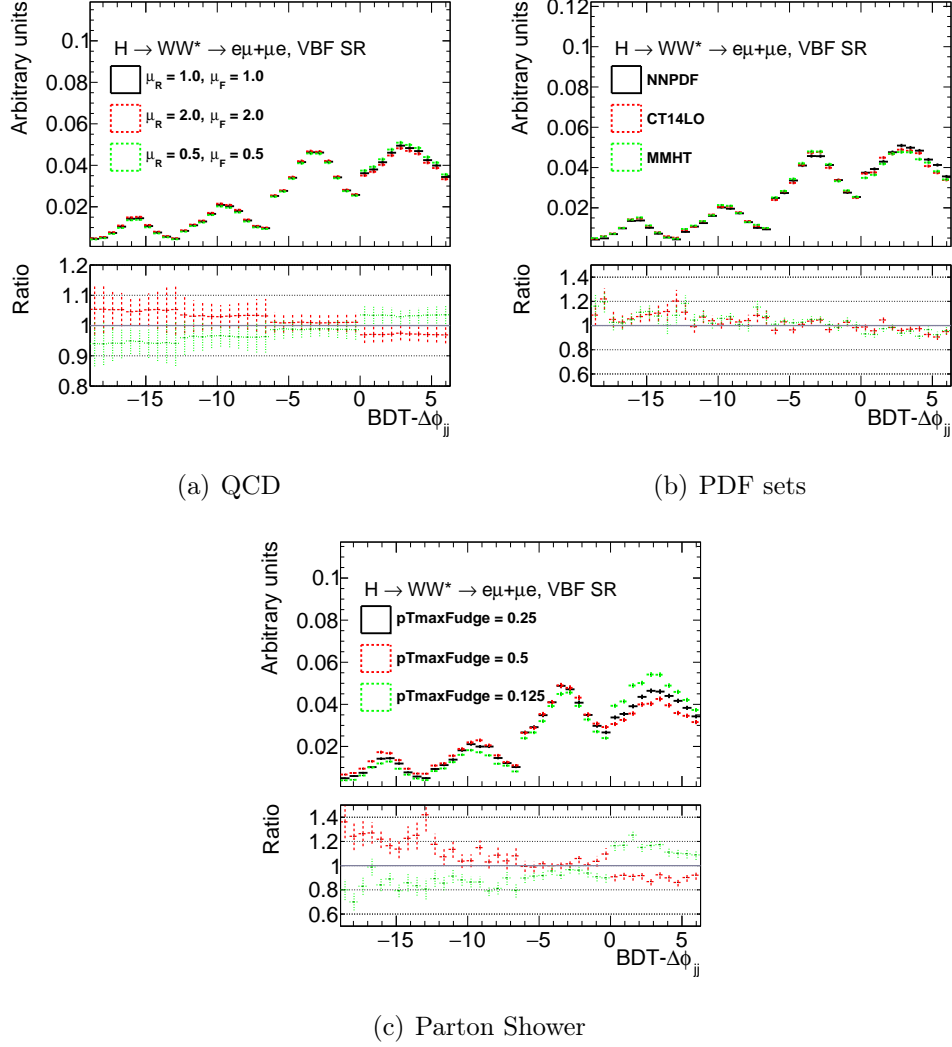 Arbitrary units
0.1
0.08
0.06
0.04
0.02
H → WW* → eμ+μe, VBF SR
μR = 1.0, μF = 1.0
μR = 2.0, μF = 2.0
μR = 0.5, μF = 0.5
Ratio
1.2
1.1
1
0.9
0.8
−15 −10 −5 0 5
BDT-Δϕjj
(a) QCD
Arbitrary units
0.12
0.1
0.08
0.06
0.04
0.02
H → WW* → eμ+μe, VBF SR
NNPDF
CT14LO
MMHT
Ratio
1.4
1.2
1
0.8
0.6
−15 −10 −5 0 5
BDT-Δϕjj
(b) PDF sets
Arbitrary units
0.1
0.08
0.06
0.04
0.02
H → WW* → eμ+μe, VBF SR
pTmaxFudge = 0.25
pTmaxFudge = 0.5
pTmaxFudge = 0.125
Ratio
1.4
1.2
1
0.8
0.6
−15 −10 −5 0 5
BDT-Δϕjj
(c) Parton Shower